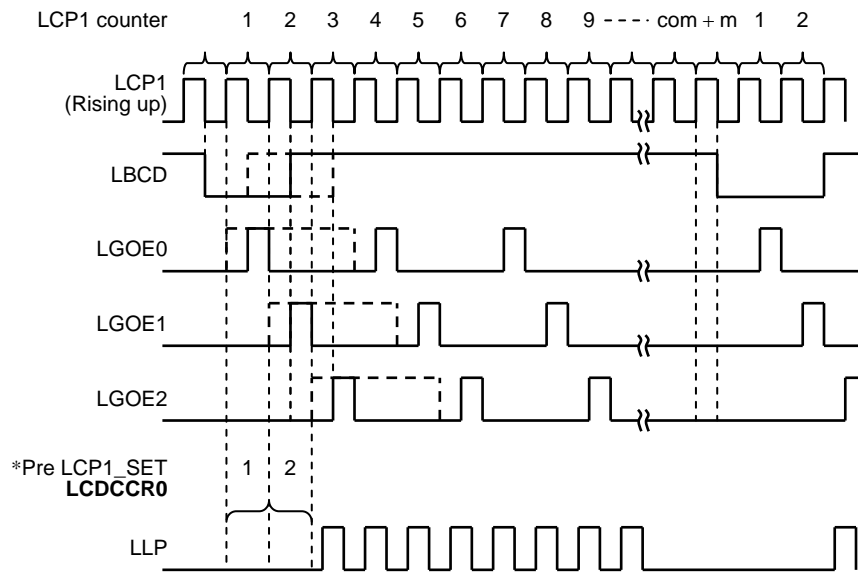 LCP1 counter 1 2 3 4 5 6 7 8 9 ---- com + m 1 2
LCP1
(Rising up)
LBCD
LGOE0
LGOE1
LGOE2
*Pre LCP1_SET 1 2
LCDCCR0
LLP